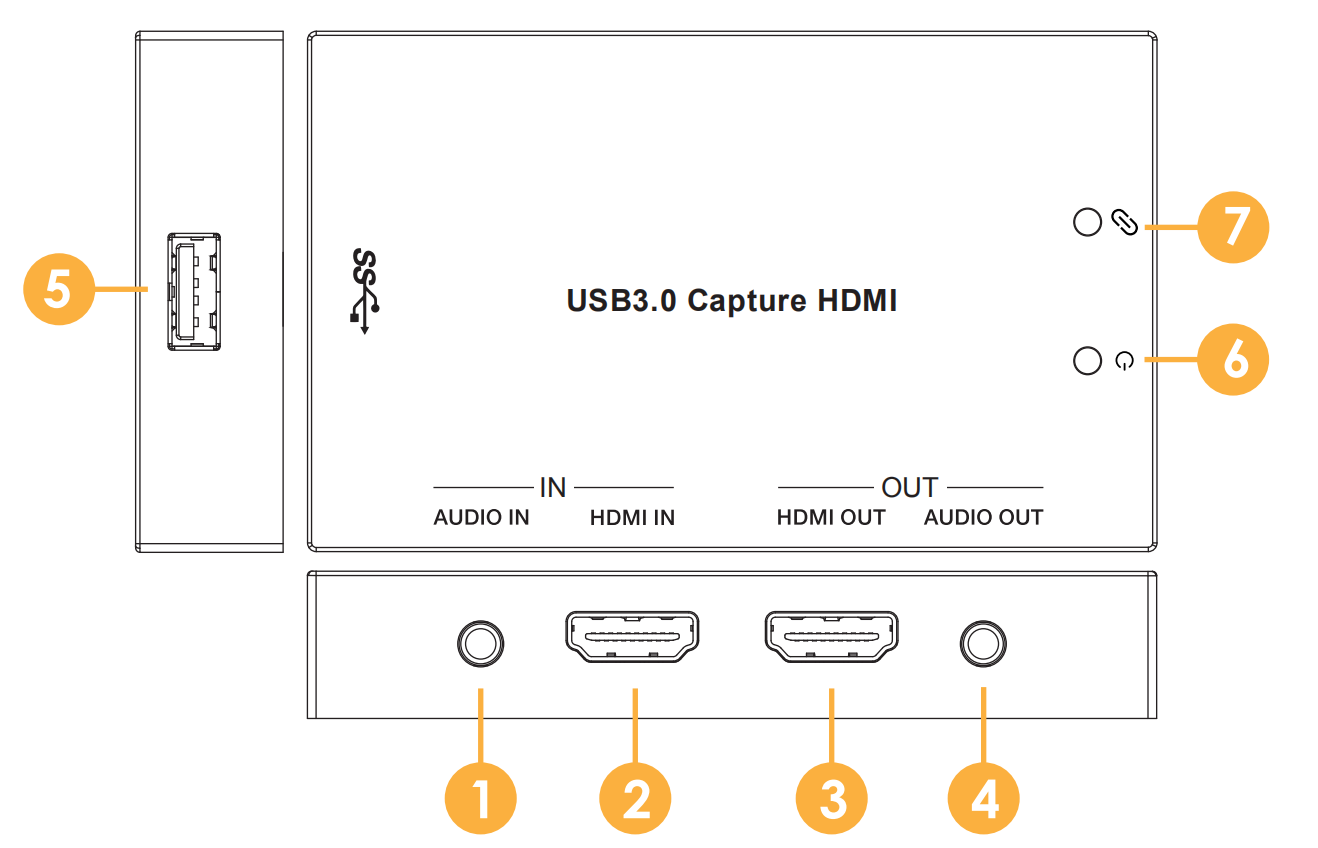 7
5
SS
USB3.0 Capture HDMI
6
IN OUT
AUDIO IN HDMI IN HDMI OUT AUDIO OUT
1 2 3 4